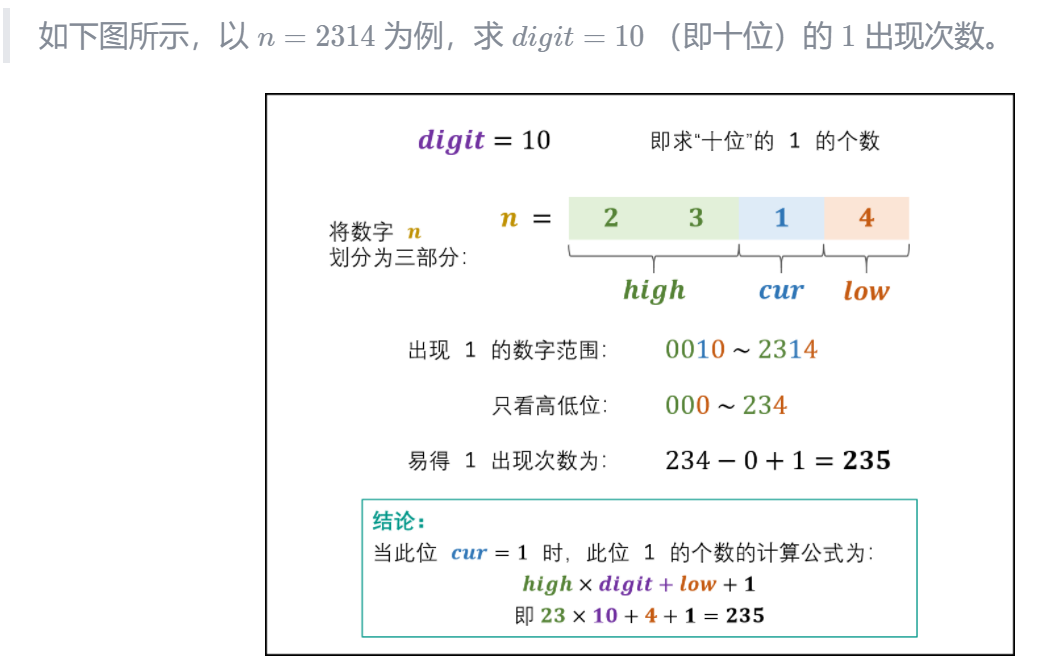 如下图所示，以 n = 2314 为例，求 digit = 10 （即十位）的 1 出现次数。
digit = 10 即求“十位”的 1 的个数
将数字 n
划分为三部分：
n = 2 3 1 4
high cur low
出现 1 的数字范围： 0010 ~ 2314
只看高低位： 000 ~ 234
易得 1 出现次数为： 234 − 0 + 1 = 235
结论：
当此位 cur = 1 时，此位 1 的个数的计算公式为：
high × digit + low + 1
即 23 × 10 + 4 + 1 = 235